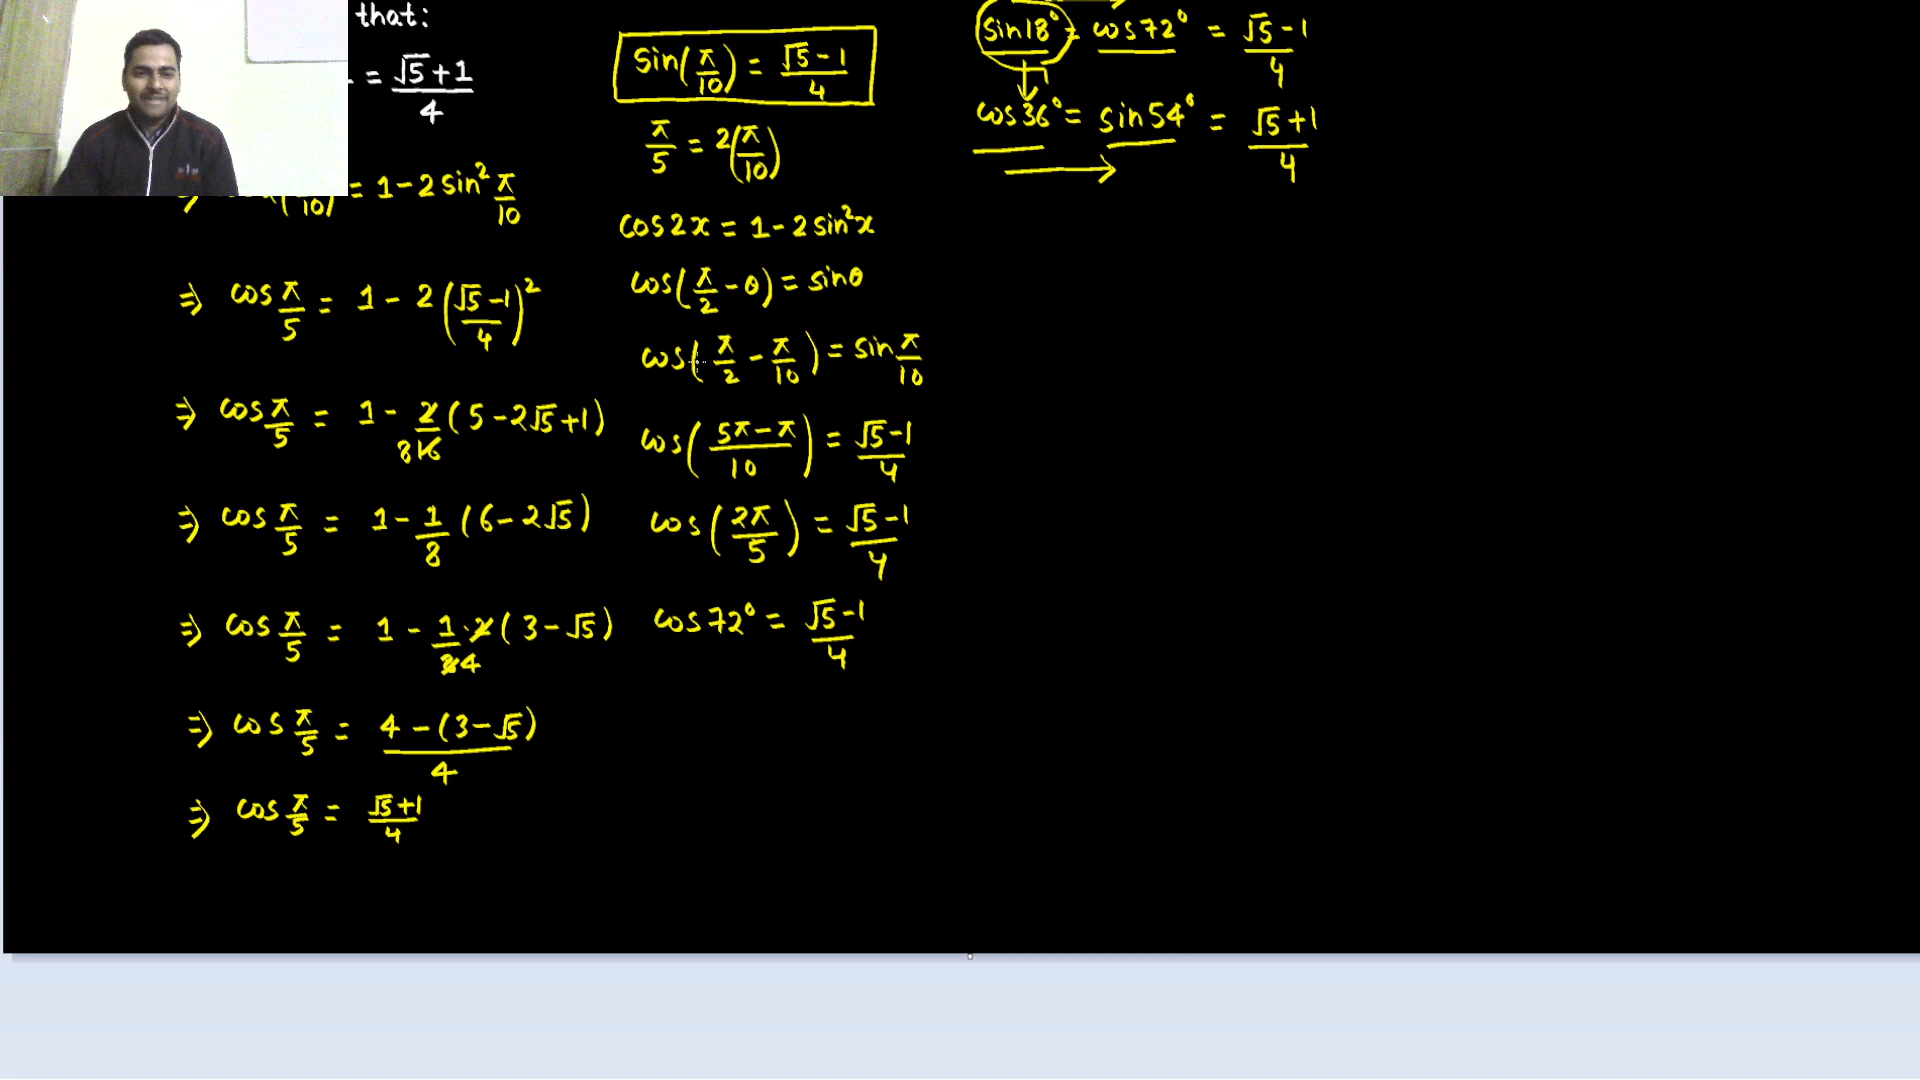 that:
= √5+1/4
= 1-2 sin² π/10
⇒ cos π/5 = 1-2(√5-1/4)²
⇒ cos π/5 = 1- 2/816 (5-2√5+1)
⇒ cos π/5 = 1- 1/8 (6-2√5)
⇒ cos π/5 = 1- 1/84 ·2(3-√5)
⇒ cos π/5 = 4-(3-√5)/4
⇒ cos π/5 = √5+1/4
Sin(π/10) = √5-1/4
π/5 = 2(π/10)
cos2x = 1-2sin²x
cos(π/2-θ) = sinθ
cos(π/2-π/10) = sin π/10
cos(5π-π/10) = √5-1/4
cos(2π/5) = √5-1/4
cos72° = √5-1/4
sin18° = cos72° = √5-1/4
cos36° = sin54° = √5+1/4